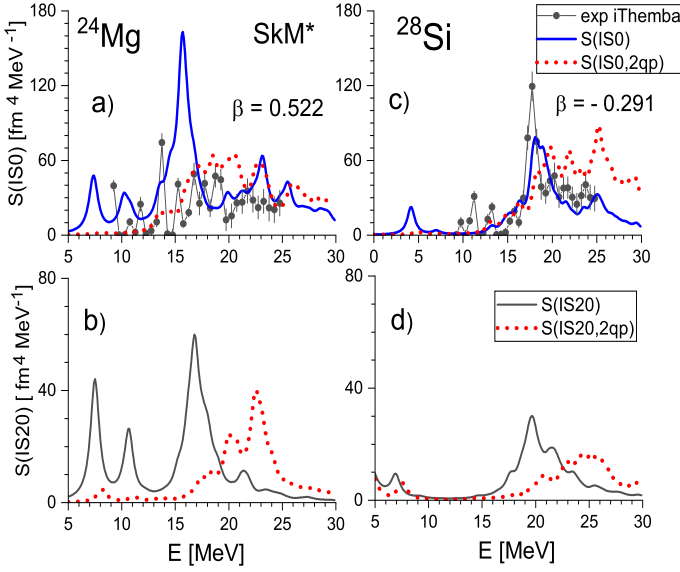 24Mg
SkM*
a)
β = 0.522
S(IS0) [ fm 4 MeV-1]
180
120
60
0
5 10 15 20 25 30
28Si
exp iThemba
S(IS0)
S(IS0,2qp)
c)
β = - 0.291
180
120
60
0
0 5 10 15 20 25 30
b)
S(IS20) [ fm4 MeV-1]
80
40
0
5 10 15 20 25 30
E [MeV]
d)
S(IS20)
S(IS20,2qp)
80
40
0
5 10 15 20 25 30
E [MeV]